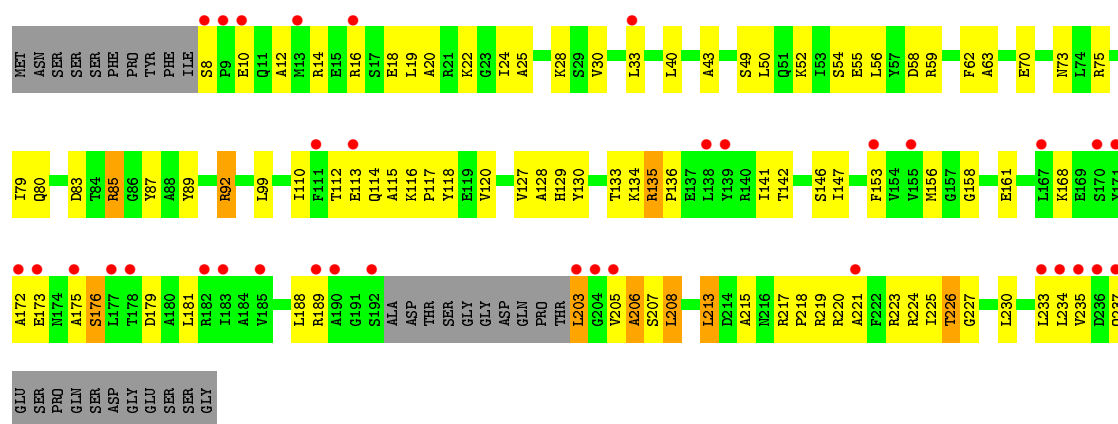 MET ASN SER SER SER PHE PRO TYR PHE ILE S8 P9 E10 Q11 A12 M13 R14 E15 R16 S17 E18 L19 A20 R21 K22 G23 I24 A25 K28 S29 V30 L33 L40 A43 S49 L50 Q51 K52 I53 S54 E55 L56 Y57 D58 R59 F62 A63 E70 N73 L74 R75
I79 Q80 D83 T84 R85 G86 Y87 A88 Y89 R92 L99 I110 F111 T112 E113 Q114 A115 K116 P117 Y118 E119 V120 V127 A128 H129 Y130 T133 K134 R135 P136 E137 L138 Y139 R140 I141 T142 S146 I147 F153 V154 V155 M156 G157 G158 E161 L167 K168 E169 S170 Y171
A172 E173 N174 A175 S176 L177 T178 D179 A180 L181 R182 I183 A184 V185 L188 R189 A190 G191 S192 ALA ASP THR SER GLY GLY ASP GLN PRO THR L203 G204 V205 A206 S207 L208 L213 D214 A215 N216 R217 P218 R219 R220 A221 F222 R223 R224 I225 T226 G227 L230 L233 L234 V235 D236
GLU SER PRO GLN SER ASP GLY GLU SER SER GLY